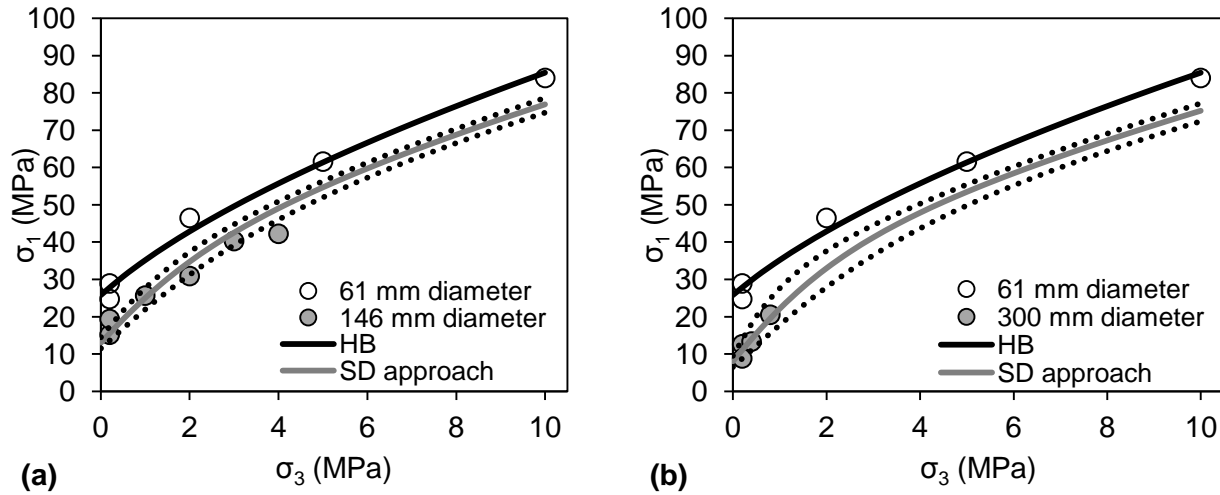 100
90
80
70
60
50
40
30
20
10
0
σ1 (MPa)
61 mm diameter
146 mm diameter
HB
SD approach
0 2 4 6 8 10
σ3 (MPa)
(a)
100
90
80
70
60
50
40
30
20
10
0
σ1 (MPa)
61 mm diameter
300 mm diameter
HB
SD approach
0 2 4 6 8 10
σ3 (MPa)
(b)